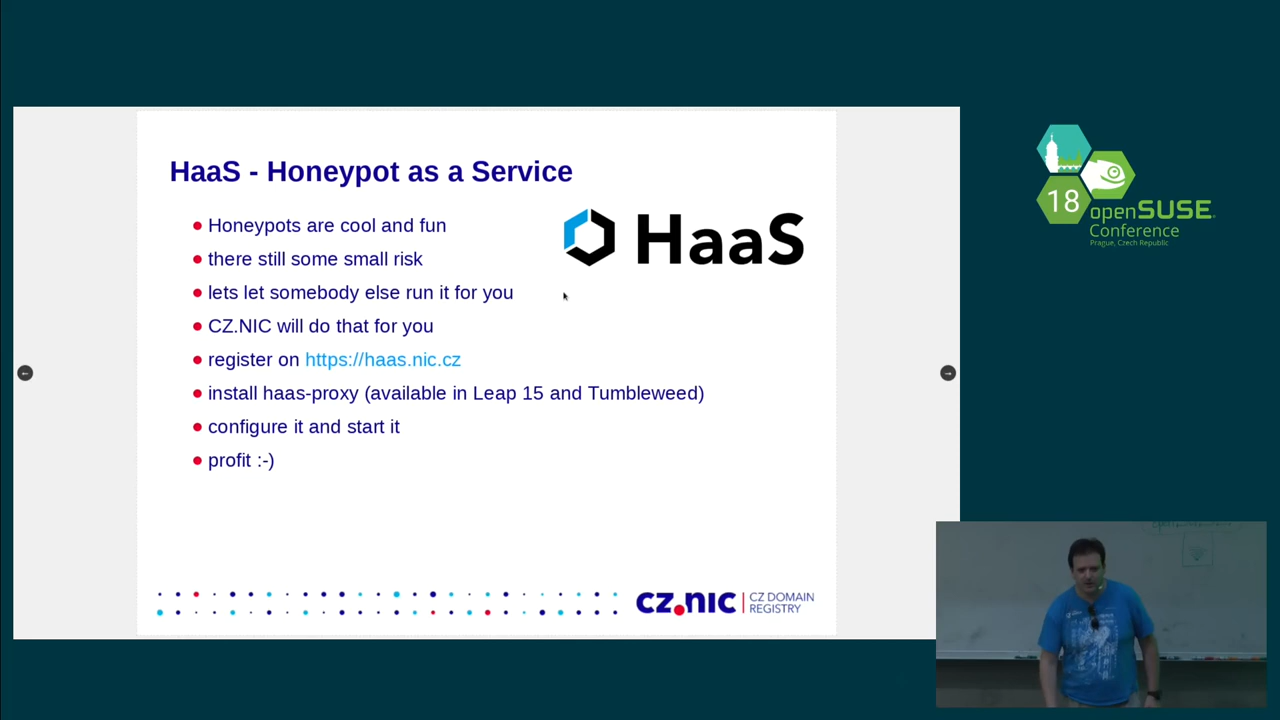 HaaS - Honeypot as a Service
Honeypots are cool and fun
there still some small risk
lets let somebody else run it for you
CZ.NIC will do that for you
register on https://haas.nic.cz
install haas-proxy (available in Leap 15 and Tumbleweed)
configure it and start it
profit :-)
HaaS
cz.nic
CZ DOMAIN
REGISTRY
18
openSUSE
Conference
Prague, Czech Republic